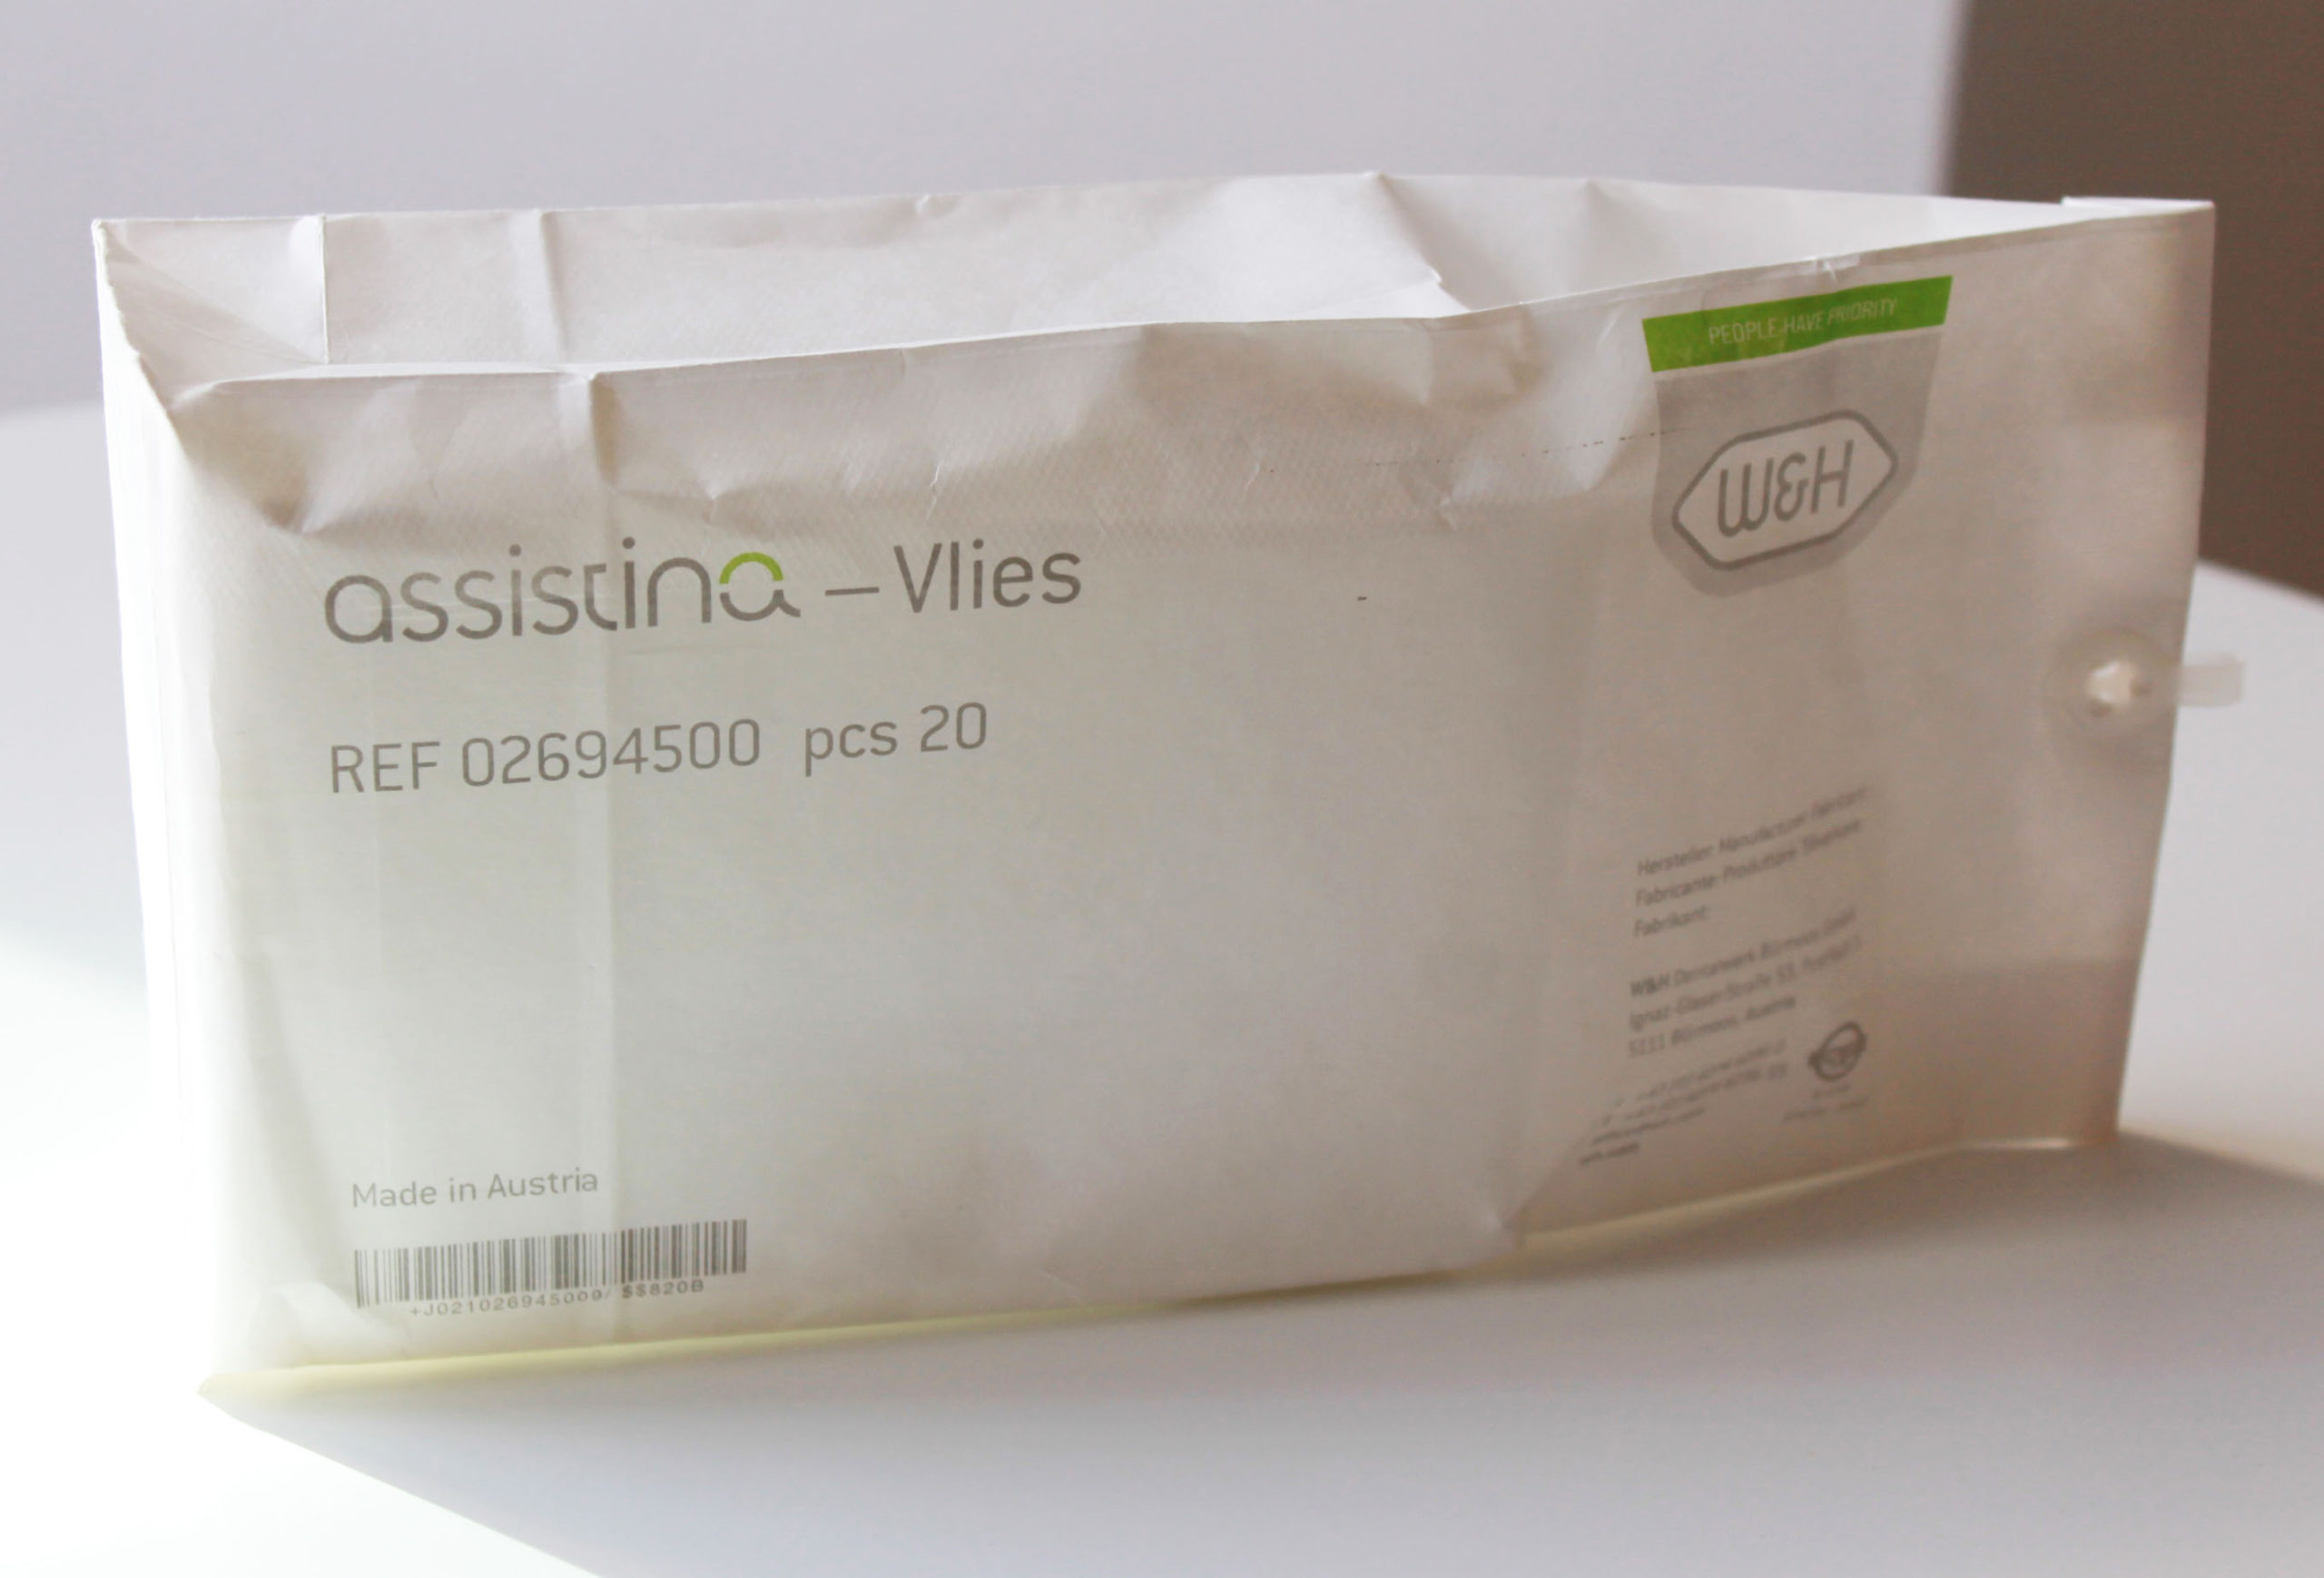 assistina – Vlies
REF 02694500 pcs 20
Made in Austria
+J021026945009/ $$820B
PEOPLE HAVE PRIORITY
W&H
Hersteller: Manufacturer: Fabricant:
Fabricante: Produttore: Tillverkare:
Fabrikant:
W&H Dentalwerk Bürmoos GmbH
Ignaz-Glaser-Straße 53, Postfach 1
5111 Bürmoos, Austria